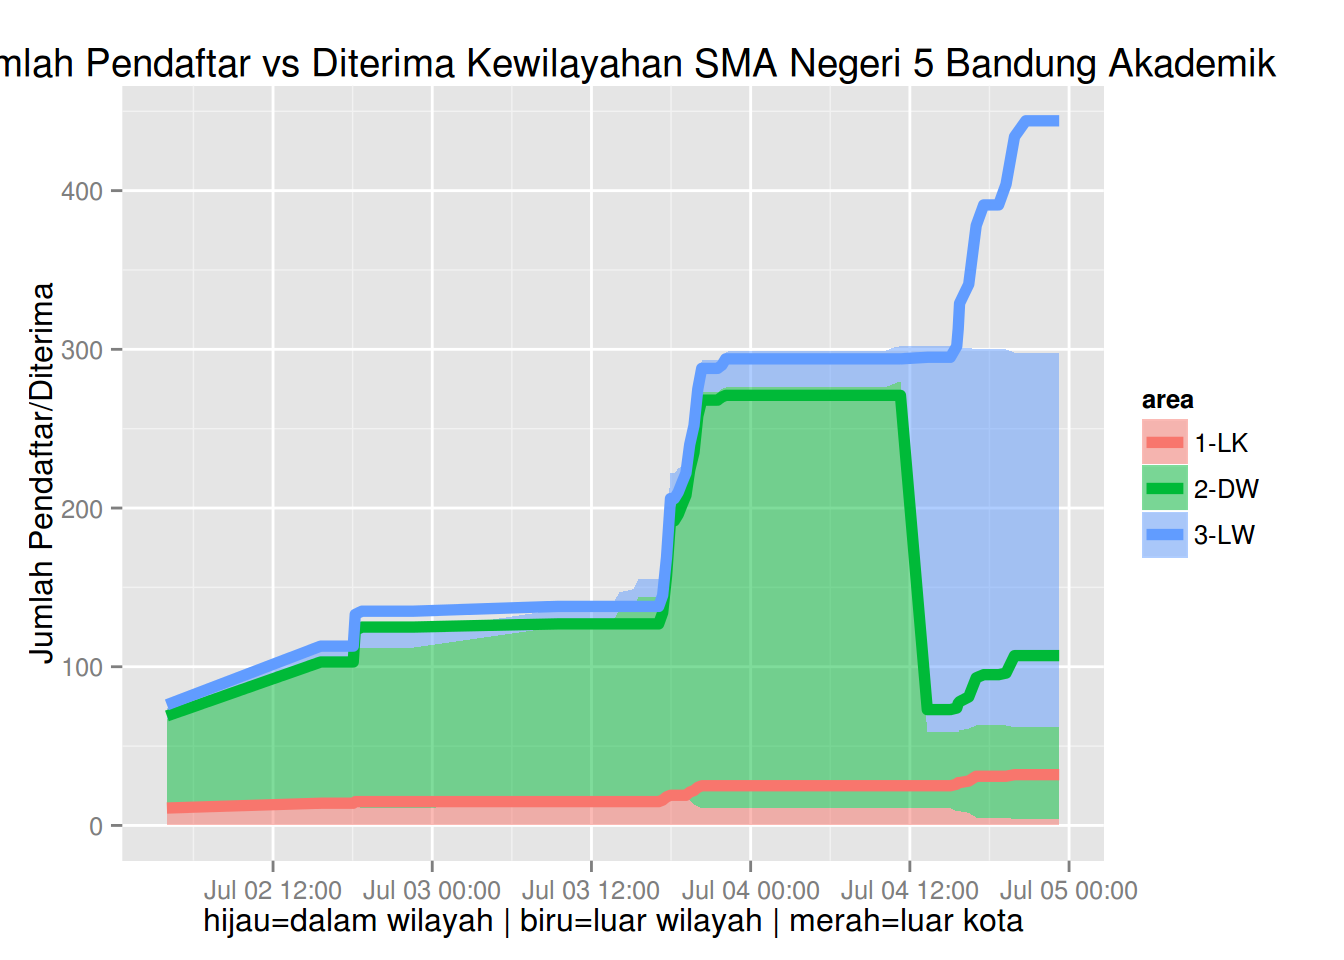 mlah Pendaftar vs Diterima Kewilayahan SMA Negeri 5 Bandung Akademik
Jumlah Pendaftar/Diterima
400
300
200
100
0
Jul 02 12:00 Jul 03 00:00 Jul 03 12:00 Jul 04 00:00 Jul 04 12:00 Jul 05 00:00
hijau=dalam wilayah | biru=luar wilayah | merah=luar kota
area
1-LK
2-DW
3-LW